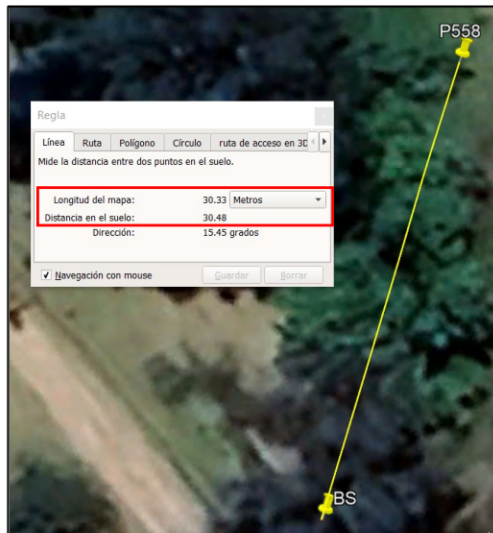 P558
Regla
Línea Ruta Polígono Círculo ruta de acceso en 3D
Mide la distancia entre dos puntos en el suelo.
Longitud del mapa: 30.33 Metros
Distancia en el suelo: 30.48
Dirección: 15.45 grados
Navegación con mouse Guardar Borrar
BS